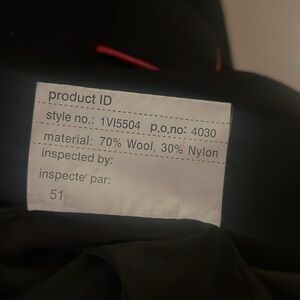 product ID
style no.: 1VI5504 p.o,no: 4030
material: 70% Wool, 30% Nylon
inspected by:
inspecte' par:
51